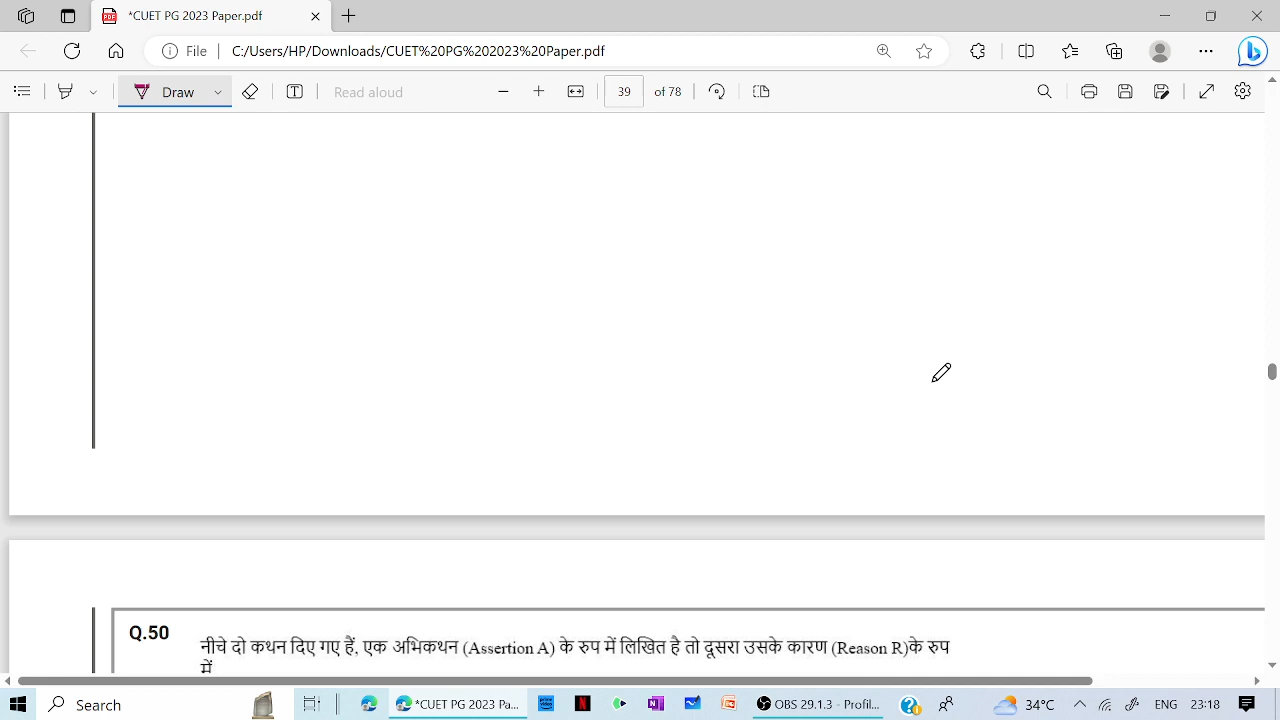 *CUET PG 2023 Paper.pdf
File C:/Users/HP/Downloads/CUET%20PG%202023%20Paper.pdf
Draw Read aloud 39 of 78
Q.50
नीचे दो कथन दिए गए हैं, एक अभिकथन (Assertion A) के रुप में लिखित है तो दूसरा उसके कारण (Reason R)के रुप
में
Search *CUET PG 2023 Pa... OBS 29.1.3 - Profil... 34°C ENG 23:18